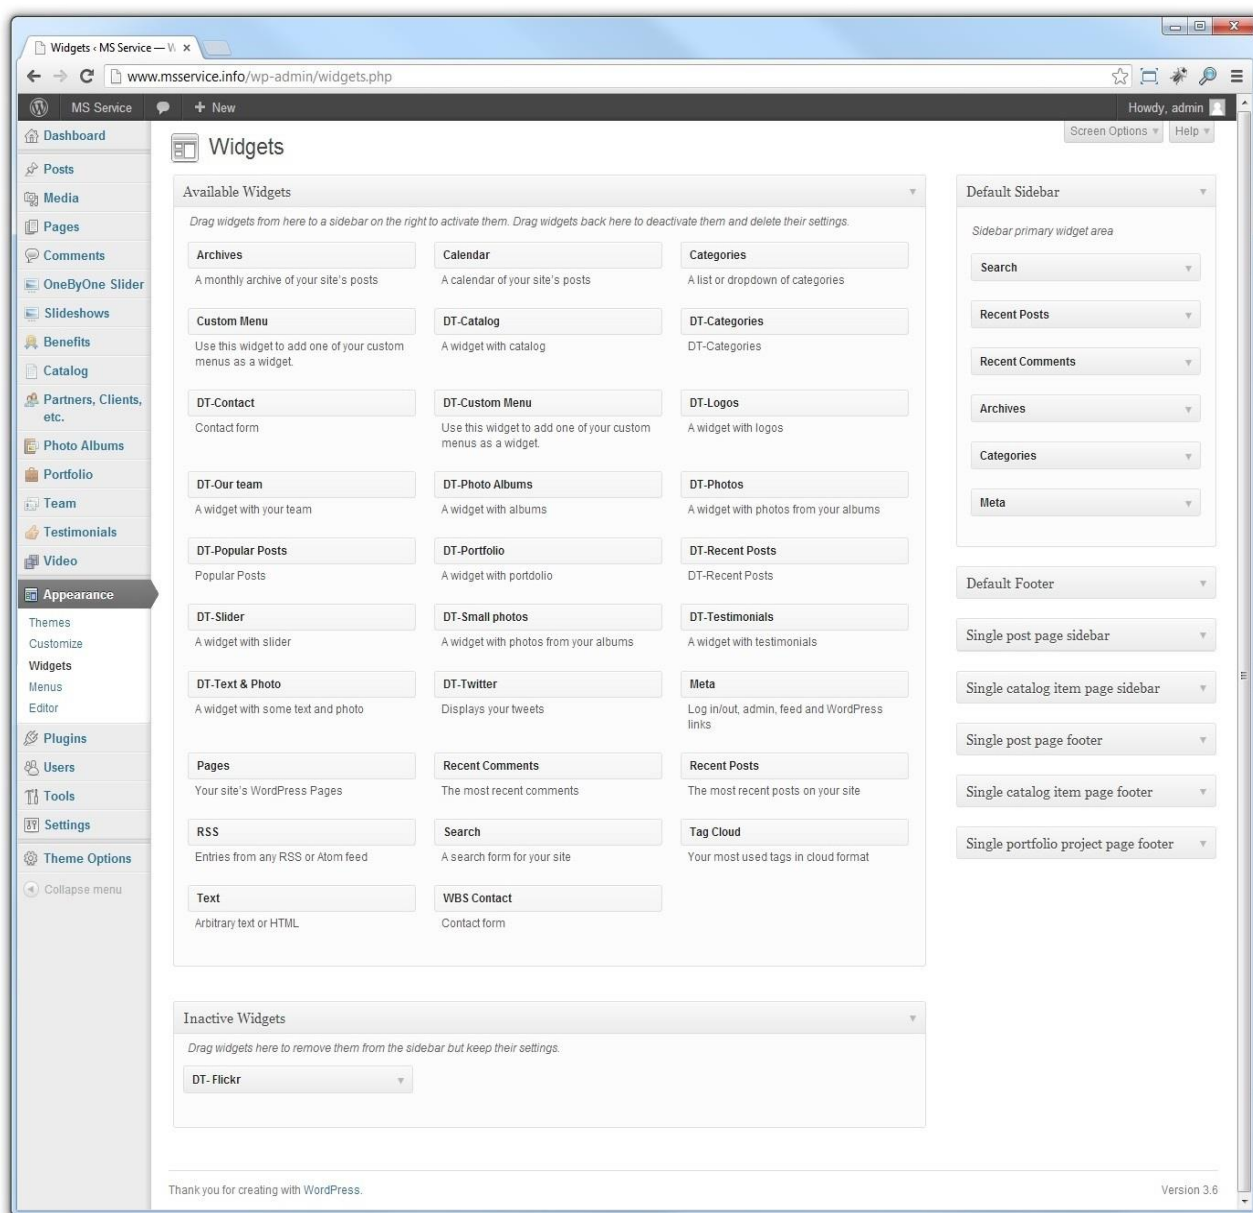 Widgets ‹ MS Service — W
www.msservice.info/wp-admin/widgets.php
MS Service
+ New
Howdy, admin
Screen Options
Help
Dashboard
Posts
Media
Pages
Comments
OneByOne Slider
Slideshows
Benefits
Catalog
Partners, Clients,
etc.
Photo Albums
Portfolio
Team
Testimonials
Video
Appearance
Themes
Customize
Widgets
Menus
Editor
Plugins
Users
Tools
Settings
Theme Options
Collapse menu
Widgets
Available Widgets
Drag widgets from here to a sidebar on the right to activate them. Drag widgets back here to deactivate them and delete their settings.
Archives
A monthly archive of your site's posts
Calendar
A calendar of your site's posts
Categories
A list or dropdown of categories
Custom Menu
Use this widget to add one of your custom
menus as a widget.
DT-Catalog
A widget with catalog
DT-Categories
DT-Categories
DT-Contact
Contact form
DT-Custom Menu
Use this widget to add one of your custom
menus as a widget.
DT-Logos
A widget with logos
DT-Our team
A widget with your team
DT-Photo Albums
A widget with albums
DT-Photos
A widget with photos from your albums
DT-Popular Posts
Popular Posts
DT-Portfolio
A widget with portdolio
DT-Recent Posts
DT-Recent Posts
DT-Slider
A widget with slider
DT-Small photos
A widget with photos from your albums
DT-Testimonials
A widget with testimonials
DT-Text & Photo
A widget with some text and photo
DT-Twitter
Displays your tweets
Meta
Log in/out, admin, feed and WordPress
links
Pages
Your site's WordPress Pages
Recent Comments
The most recent comments
Recent Posts
The most recent posts on your site
RSS
Entries from any RSS or Atom feed
Search
A search form for your site
Tag Cloud
Your most used tags in cloud format
Text
Arbitrary text or HTML
WBS Contact
Contact form
Inactive Widgets
Drag widgets here to remove them from the sidebar but keep their settings.
DT- Flickr
Default Sidebar
Sidebar primary widget area
Search
Recent Posts
Recent Comments
Archives
Categories
Meta
Default Footer
Single post page sidebar
Single catalog item page sidebar
Single post page footer
Single catalog item page footer
Single portfolio project page footer
Thank you for creating with WordPress.
Version 3.6